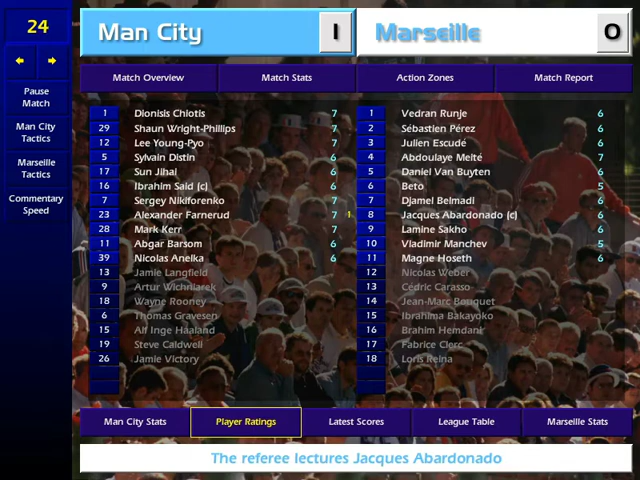 24
Man City 1 Marseille 0
Match Overview Match Stats Action Zones Match Report
Pause
Match
Man City
Tactics
Marseille
Tactics
Commentary
Speed
1 Dionisis Chiotis 7 1 Vedran Runje 6
29 Shaun Wright-Phillips 7 2 Sébastien Pérez 6
12 Lee Young-Pyo 7 3 Julien Escudé 6
5 Sylvain Distin 6 4 Abdoulaye Meïté 7
17 Sun Jihai 6 5 Daniel Van Buyten 6
16 Ibrahim Said (c) 6 6 Beto 5
7 Sergey Nikiforenko 7 7 Djamel Belmadi 6
23 Alexander Farnerud 7 1 8 Jacques Abardonado (c) 6
28 Mark Kerr 7 9 Lamine Sakho 6
11 Abgar Barsom 6 10 Vladimir Manchev 5
39 Nicolas Anelka 6 11 Magne Hoseth 6
13 Jamie Langfield 12 Nicolas Weber
9 Artur Wichniarek 13 Cédric Carasso
18 Wayne Rooney 14 Jean-Marc Bouquet
6 Thomas Gravesen 15 Ibrahima Bakayoko
15 Alf Inge Haaland 16 Brahim Hemdani
19 Steve Caldwell 17 Fabrice Clerc
26 Jamie Victory 18 Loris Reina
Man City Stats Player Ratings Latest Scores League Table Marseille Stats
The referee lectures Jacques Abardonado